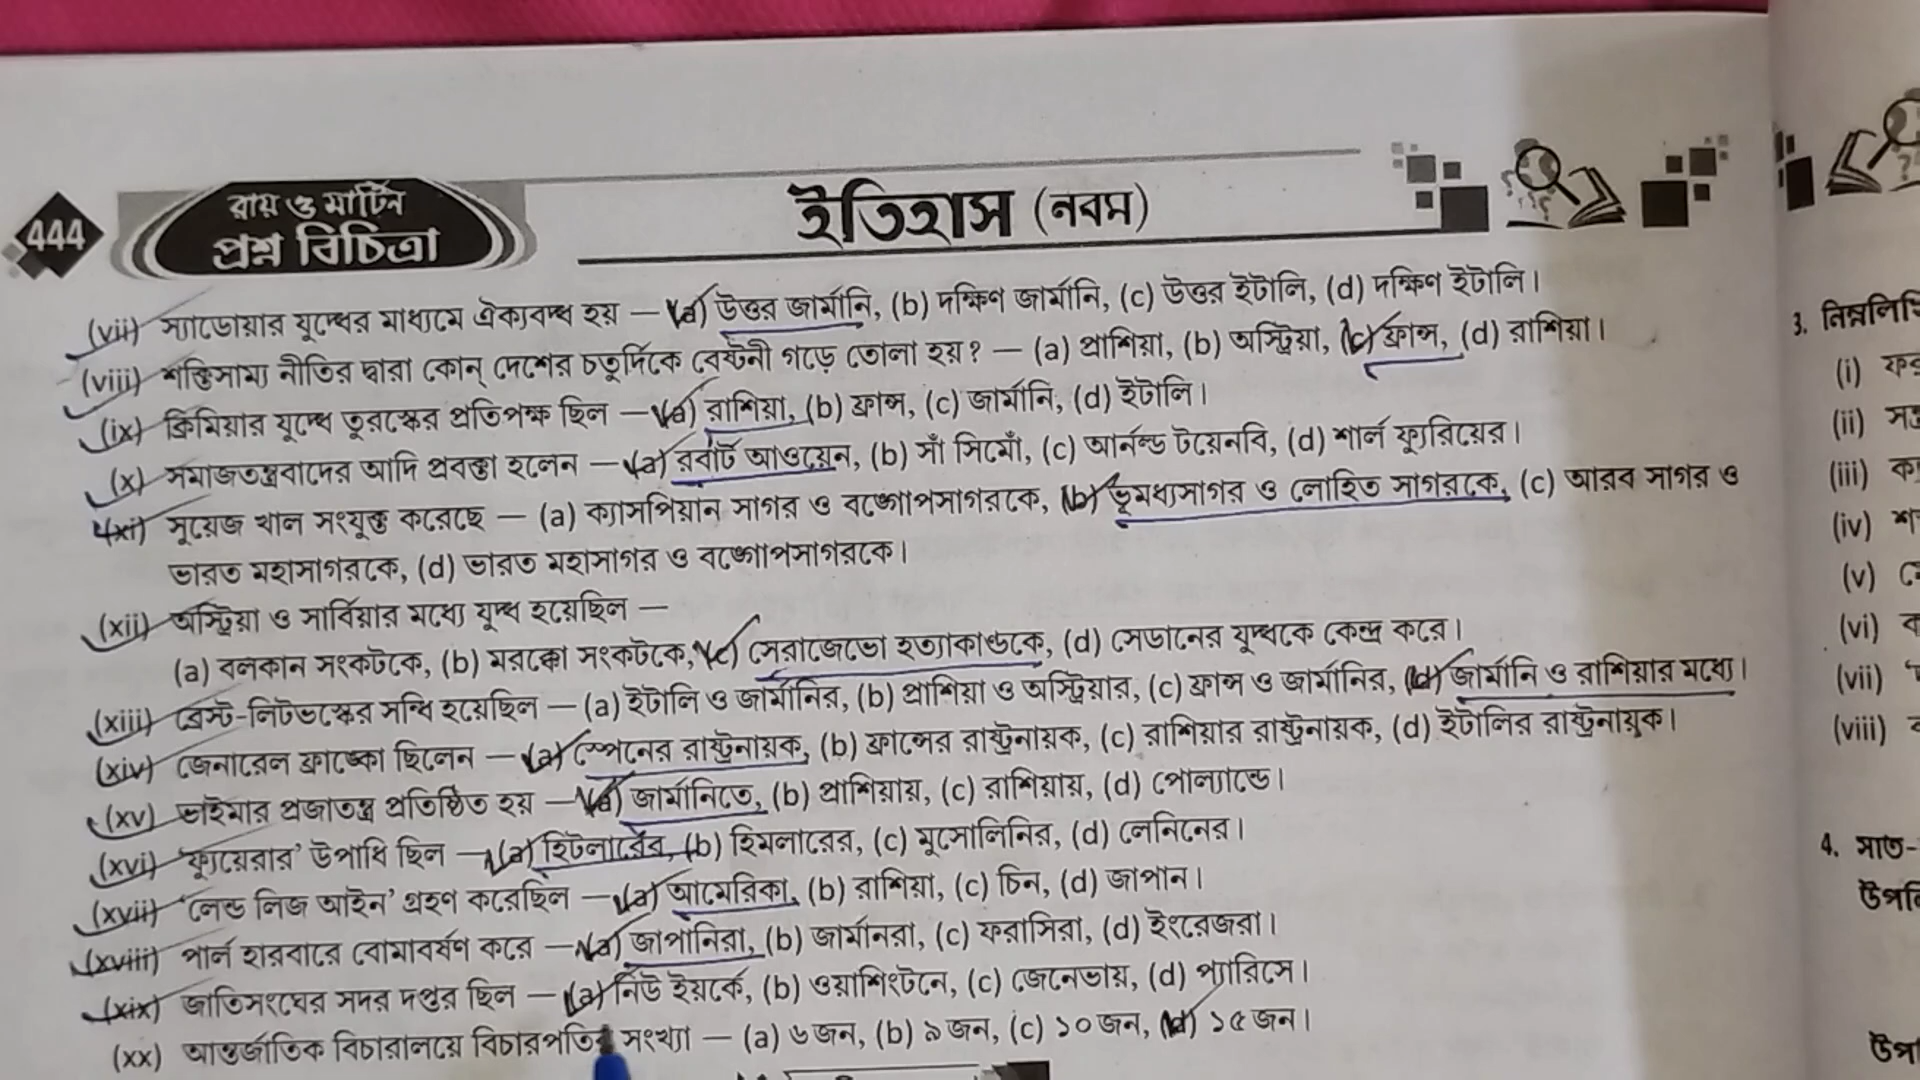 444
রায় ও মার্টিন
প্রশ্ন বিচিত্রা
ইতিহাস (নবম)
(vii) স্যাডোয়ার যুদ্ধের মাধ্যমে ঐক্যবদ্ধ হয় — (a) উত্তর জার্মানি, (b) দক্ষিণ জার্মানি, (c) উত্তর ইটালি, (d) দক্ষিণ ইটালি।
(viii) শক্তিসাম্য নীতির দ্বারা কোন্ দেশের চতুর্দিকে বেষ্টনী গড়ে তোলা হয়? — (a) প্রাশিয়া, (b) অস্ট্রিয়া, (c) ফ্রান্স, (d) রাশিয়া।
(ix) ক্রিমিয়ার যুদ্ধে তুরস্কের প্রতিপক্ষ ছিল — (a) রাশিয়া, (b) ফ্রান্স, (c) জার্মানি, (d) ইটালি।
(x) সমাজতন্ত্রবাদের আদি প্রবক্তা হলেন — (a) রবার্ট আওয়েন, (b) সাঁ সিমোঁ, (c) আর্নল্ড টয়েনবি, (d) শার্ল ফ্যুরিয়ের।
(xi) সুয়েজ খাল সংযুক্ত করেছে — (a) ক্যাসপিয়ান সাগর ও বঙ্গোপসাগরকে, (b) ভূমধ্যসাগর ও লোহিত সাগরকে, (c) আরব সাগর ও
ভারত মহাসাগরকে, (d) ভারত মহাসাগর ও বঙ্গোপসাগরকে।
(xii) অস্ট্রিয়া ও সার্বিয়ার মধ্যে যুদ্ধ হয়েছিল —
(a) বলকান সংকটকে, (b) মরক্কো সংকটকে, (c) সেরাজেভো হত্যাকাণ্ডকে, (d) সেডানের যুদ্ধকে কেন্দ্র করে।
(xiii) ব্রেস্ট-লিটভস্কের সন্ধি হয়েছিল — (a) ইটালি ও জার্মানির, (b) প্রাশিয়া ও অস্ট্রিয়ার, (c) ফ্রান্স ও জার্মানির, (d) জার্মানি ও রাশিয়ার মধ্যে।
(xiv) জেনারেল ফ্রাঙ্কো ছিলেন — (a) স্পেনের রাষ্ট্রনায়ক, (b) ফ্রান্সের রাষ্ট্রনায়ক, (c) রাশিয়ার রাষ্ট্রনায়ক, (d) ইটালির রাষ্ট্রনায়ক।
(xv) ভাইমার প্রজাতন্ত্র প্রতিষ্ঠিত হয় — (a) জার্মানিতে, (b) প্রাশিয়ায়, (c) রাশিয়ায়, (d) পোল্যান্ডে।
(xvi) 'ফ্যুয়েরার' উপাধি ছিল — (a) হিটলারের, (b) হিমলারের, (c) মুসোলিনির, (d) লেনিনের।
(xvii) 'লেন্ড লিজ আইন' গ্রহণ করেছিল — (a) আমেরিকা, (b) রাশিয়া, (c) চিন, (d) জাপান।
(xviii) পার্ল হারবারে বোমাবর্ষণ করে — (a) জাপানিরা, (b) জার্মানরা, (c) ফরাসিরা, (d) ইংরেজরা।
(xix) জাতিসংঘের সদর দপ্তর ছিল — (a) নিউ ইয়র্কে, (b) ওয়াশিংটনে, (c) জেনেভায়, (d) প্যারিসে।
(xx) আন্তর্জাতিক বিচারালয়ে বিচারপতির সংখ্যা — (a) ৬ জন, (b) ৯ জন, (c) ১০ জন, (d) ১৫ জন।
3.
(i)
(ii)
(iii)
(iv)
(v)
(vi)
(vii)
(viii)
4. সাত-